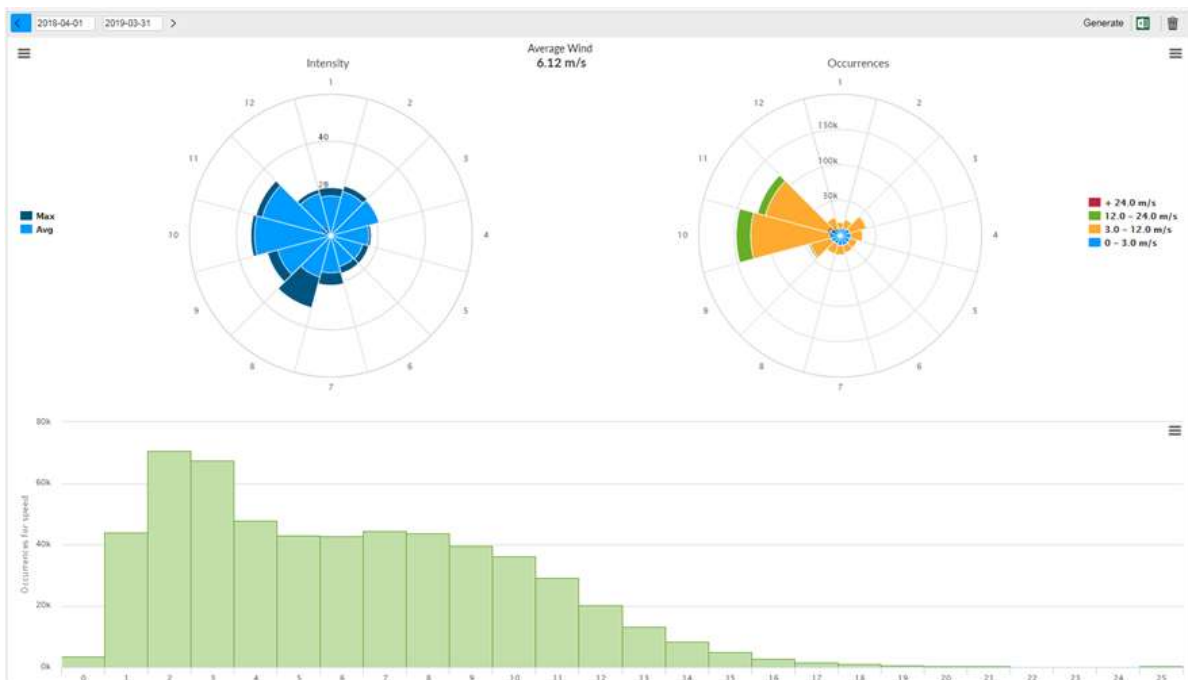 2018-04-01 2019-03-31 Generate
Average Wind
6.12 m/s
Intensity
1
2
3
4
5
6
7
8
9
10
11
12
40
20
Max
Avg
Occurrences
1
2
3
4
5
6
7
8
9
10
11
12
150k
100k
50k
+ 24.0 m/s
12.0 - 24.0 m/s
3.0 - 12.0 m/s
0 - 3.0 m/s
Occurrences for speed
80k
60k
40k
20k
0k
0 1 2 3 4 5 6 7 8 9 10 11 12 13 14 15 16 17 18 19 20 21 22 23 24 25